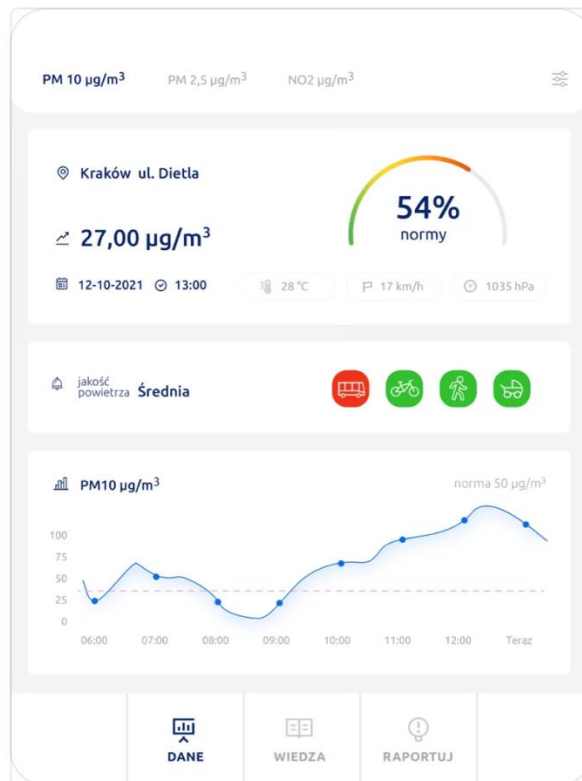 PM 10 µg/m³ PM 2,5 µg/m³ NO2 µg/m³
Kraków ul. Dietla
54%
normy
27,00 µg/m³
12-10-2021 13:00 28 °C 17 km/h 1035 hPa
jakość
powietrza Średnia
PM10 µg/m³ norma 50 µg/m³
100
75
50
25
0
06:00 07:00 08:00 09:00 10:00 11:00 12:00 Teraz
DANE WIEDZA RAPORTUJ